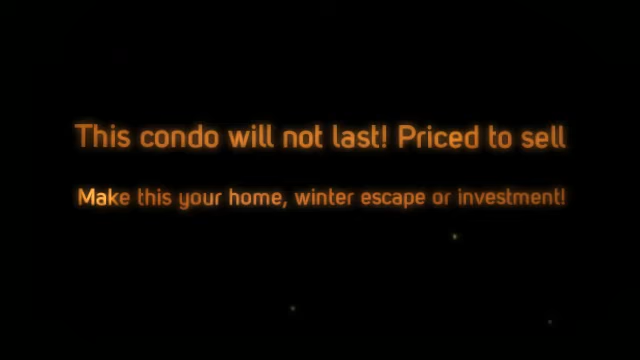 This condo will not last! Priced to sell
Make this your home, winter escape or investment!